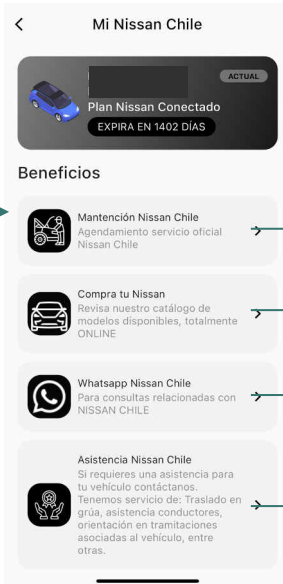 Mi Nissan Chile
ACTUAL
Plan Nissan Conectado
EXPIRA EN 1402 DÍAS
Beneficios
Mantención Nissan Chile
Agendamiento servicio oficial
Nissan Chile
Compra tu Nissan
Revisa nuestro catálogo de
modelos disponibles, totalmente
ONLINE
Whatsapp Nissan Chile
Para consultas relacionadas con
NISSAN CHILE
Asistencia Nissan Chile
Si requieres una asistencia para
tu vehículo contáctanos.
Tenemos servicio de: Traslado en
grúa, asistencia conductores,
orientación en tramitaciones
asociadas al vehículo, entre
otras.